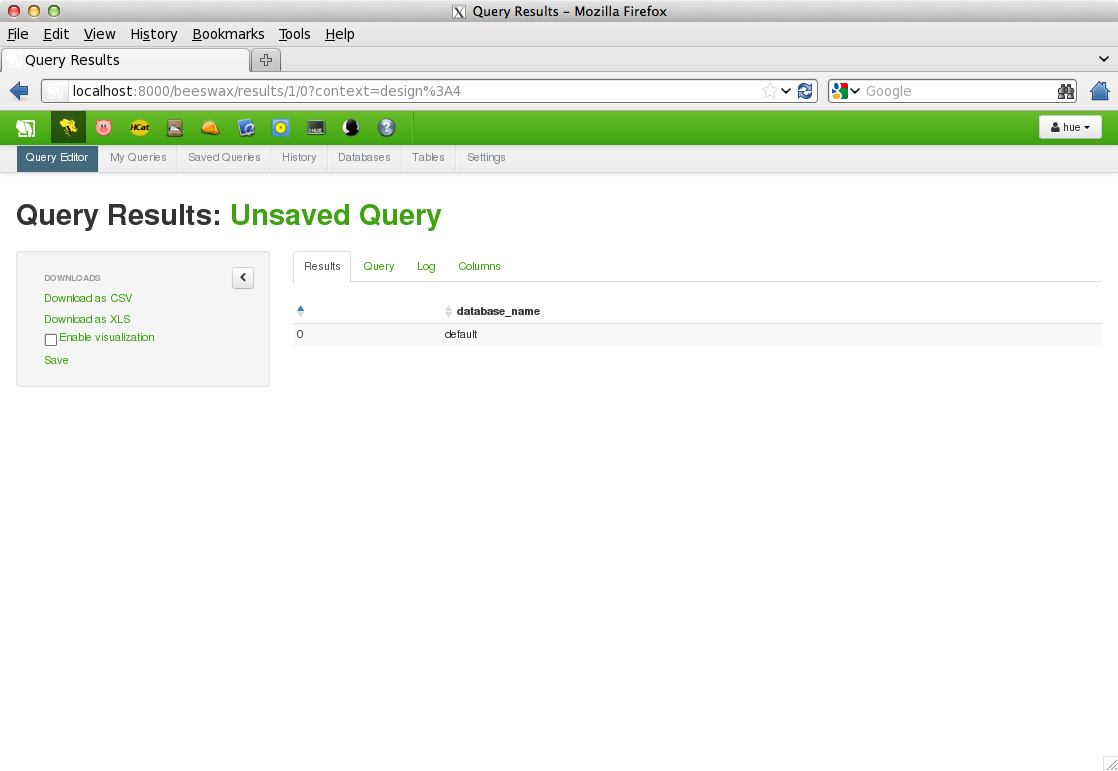 Query Results – Mozilla Firefox
File Edit View History Bookmarks Tools Help
Query Results
localhost:8000/beeswax/results/1/0?context=design%3A4
Google
HCat
hue
Query Editor My Queries Saved Queries History Databases Tables Settings
Query Results: Unsaved Query
DOWNLOADS
Download as CSV
Download as XLS
Enable visualization
Save
Results Query Log Columns
database_name
0 default